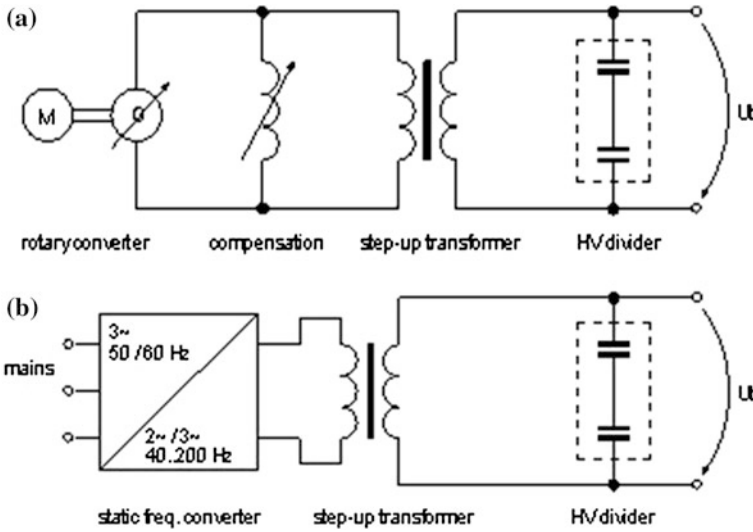 (a)
M
G
Ut
rotary converter compensation step-up transformer HV divider
(b)
mains
3~
50 /60 Hz
2~ /3~
40..200 Hz
Ut
static freq. converter step-up transformer HV divider